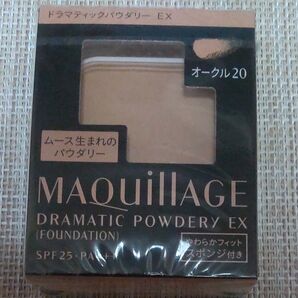 ドラマティックパウダリー EX
オークル20
ムース生まれの
パウダリー
MAQuillAGE
DRAMATIC POWDERY EX
(FOUNDATION)
やわらかフィット
スポンジ付き
SPF25・PA++